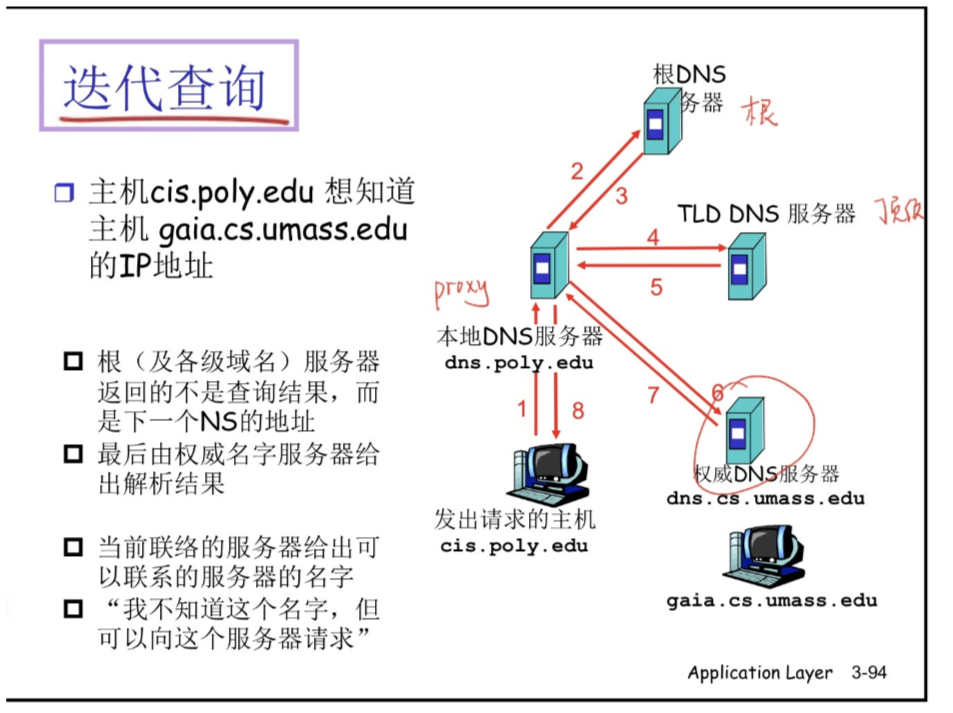 迭代查询
主机cis.poly.edu 想知道
主机 gaia.cs.umass.edu
的IP地址
根（及各级域名）服务器
返回的不是查询结果，而
是下一个NS的地址
最后由权威名字服务器给
出解析结果
当前联络的服务器给出可
以联系的服务器的名字
“我不知道这个名字，但
可以向这个服务器请求”
根DNS
务器
根
2
3
TLD DNS 服务器
顶级
4
5
proxy
本地DNS服务器
dns.poly.edu
1
8
7
6
权威DNS服务器
dns.cs.umass.edu
发出请求的主机
cis.poly.edu
gaia.cs.umass.edu
Application Layer 3-94